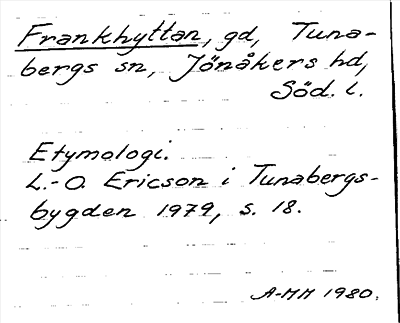 Frankhyttan, gd, Tuna-
bergs sn, Jönåkers hd,
Söd. l.
Etymologi.
L.-O. Ericson i Tunabergs-
bygden 1979, s. 18.
A-MM 1980.